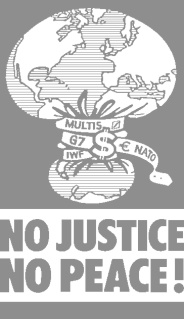 MULTIS
G7 $ € NATO
IWF
NO JUSTICE
NO PEACE!